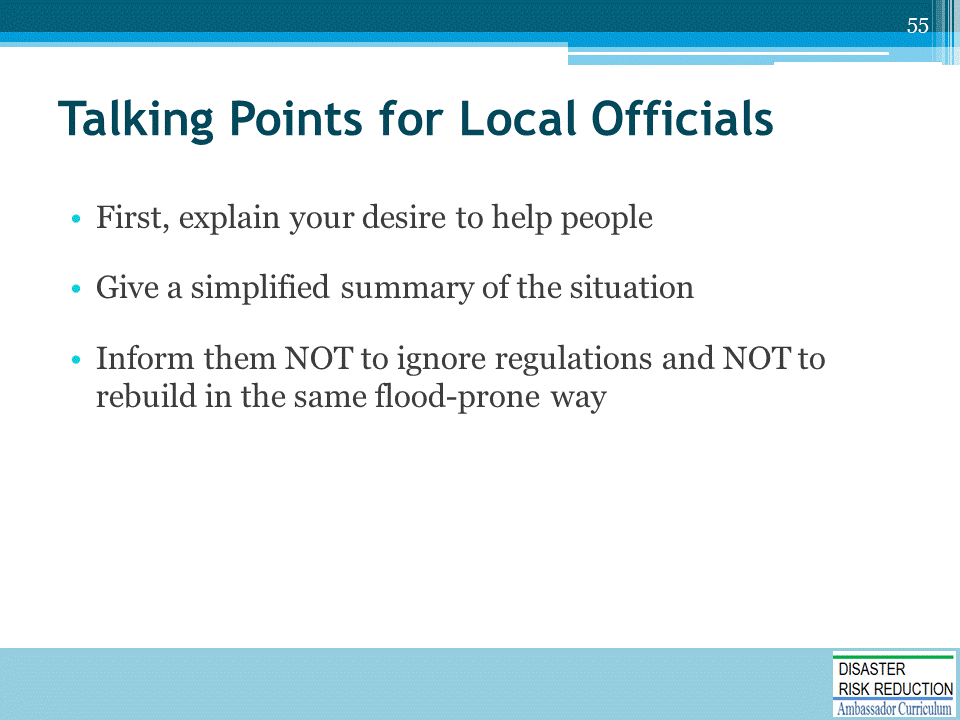 55
Talking Points for Local Officials
• First, explain your desire to help people
• Give a simplified summary of the situation
• Inform them NOT to ignore regulations and NOT to
rebuild in the same flood-prone way
DISASTER
RISK REDUCTION
Ambassador Curriculum